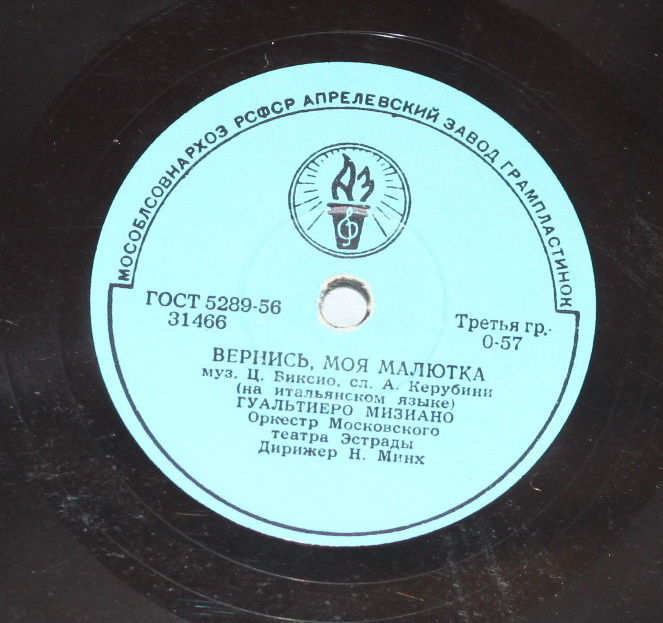 МОСОБЛСОВНАРХОЗ РСФСР АПРЕЛЕВСКИЙ ЗАВОД ГРАМПЛАСТИНОК
АЗ
ГОСТ 5289-56
31466
Третья гр.
0-57
ВЕРНИСЬ, МОЯ МАЛЮТКА
муз. Ц. Биксио, сл. А. Керубини
(на итальянском языке)
ГУАЛЬТИЕРО МИЗИАНО
Оркестр Московского
театра Эстрады
Дирижер Н. Минх